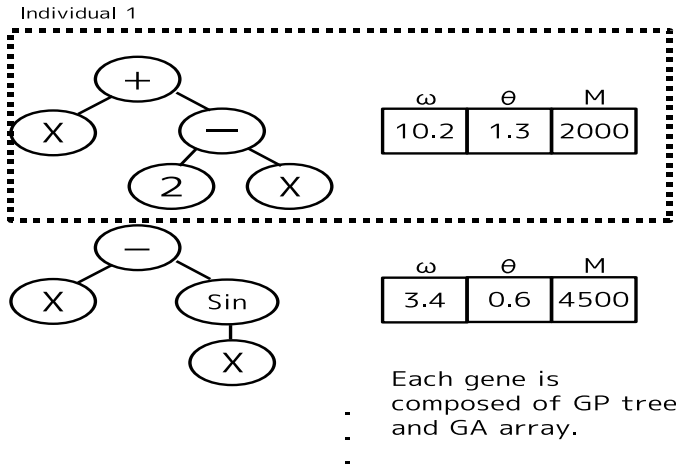 Individual 1
+
ω θ M
X — 10.2 1.3 2000
2 X
—
ω θ M
X Sin 3.4 0.6 4500
X
Each gene is
composed of GP tree
and GA array.